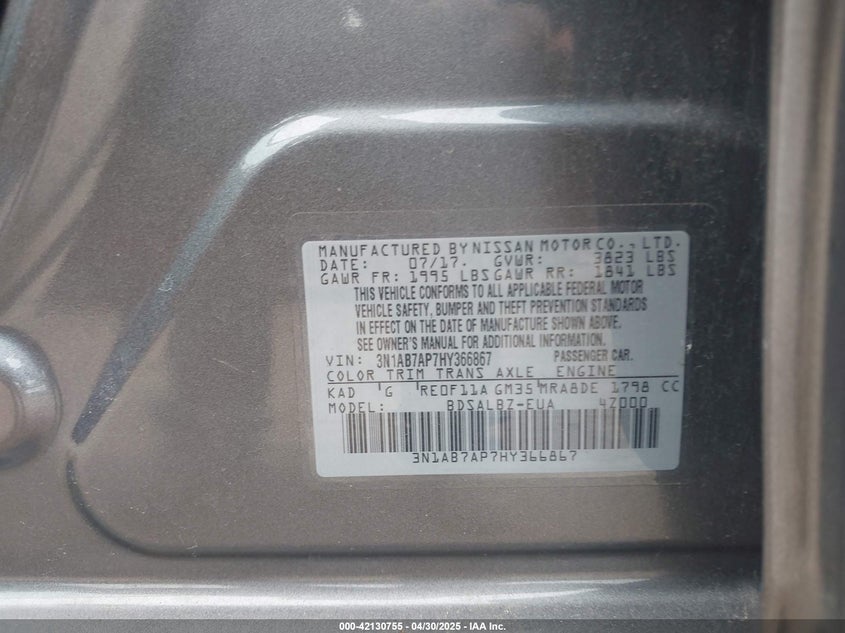 MANUFACTURED BY NISSAN MOTOR CO., LTD.
DATE: 07/17. GVWR: 3823 LBS
GAWR FR: 1995 LBS GAWR RR: 1841 LBS
THIS VEHICLE CONFORMS TO ALL APPLICABLE FEDERAL MOTOR
VEHICLE SAFETY, BUMPER AND THEFT PREVENTION STANDARDS
IN EFFECT ON THE DATE OF MANUFACTURE SHOWN ABOVE.
SEE OWNER'S MANUAL FOR ADDITIONAL INFORMATION.
VIN: 3N1AB7AP7HY366867 PASSENGER CAR.
COLOR TRIM TRANS AXLE ENGINE
KAD G RE0F11A GM35 MRA8DE 1798 CC
MODEL: BDSALBZ-EUA 4Z000
3N1AB7AP7HY366867
000-42130755 - 04/30/2025 - IAA Inc.